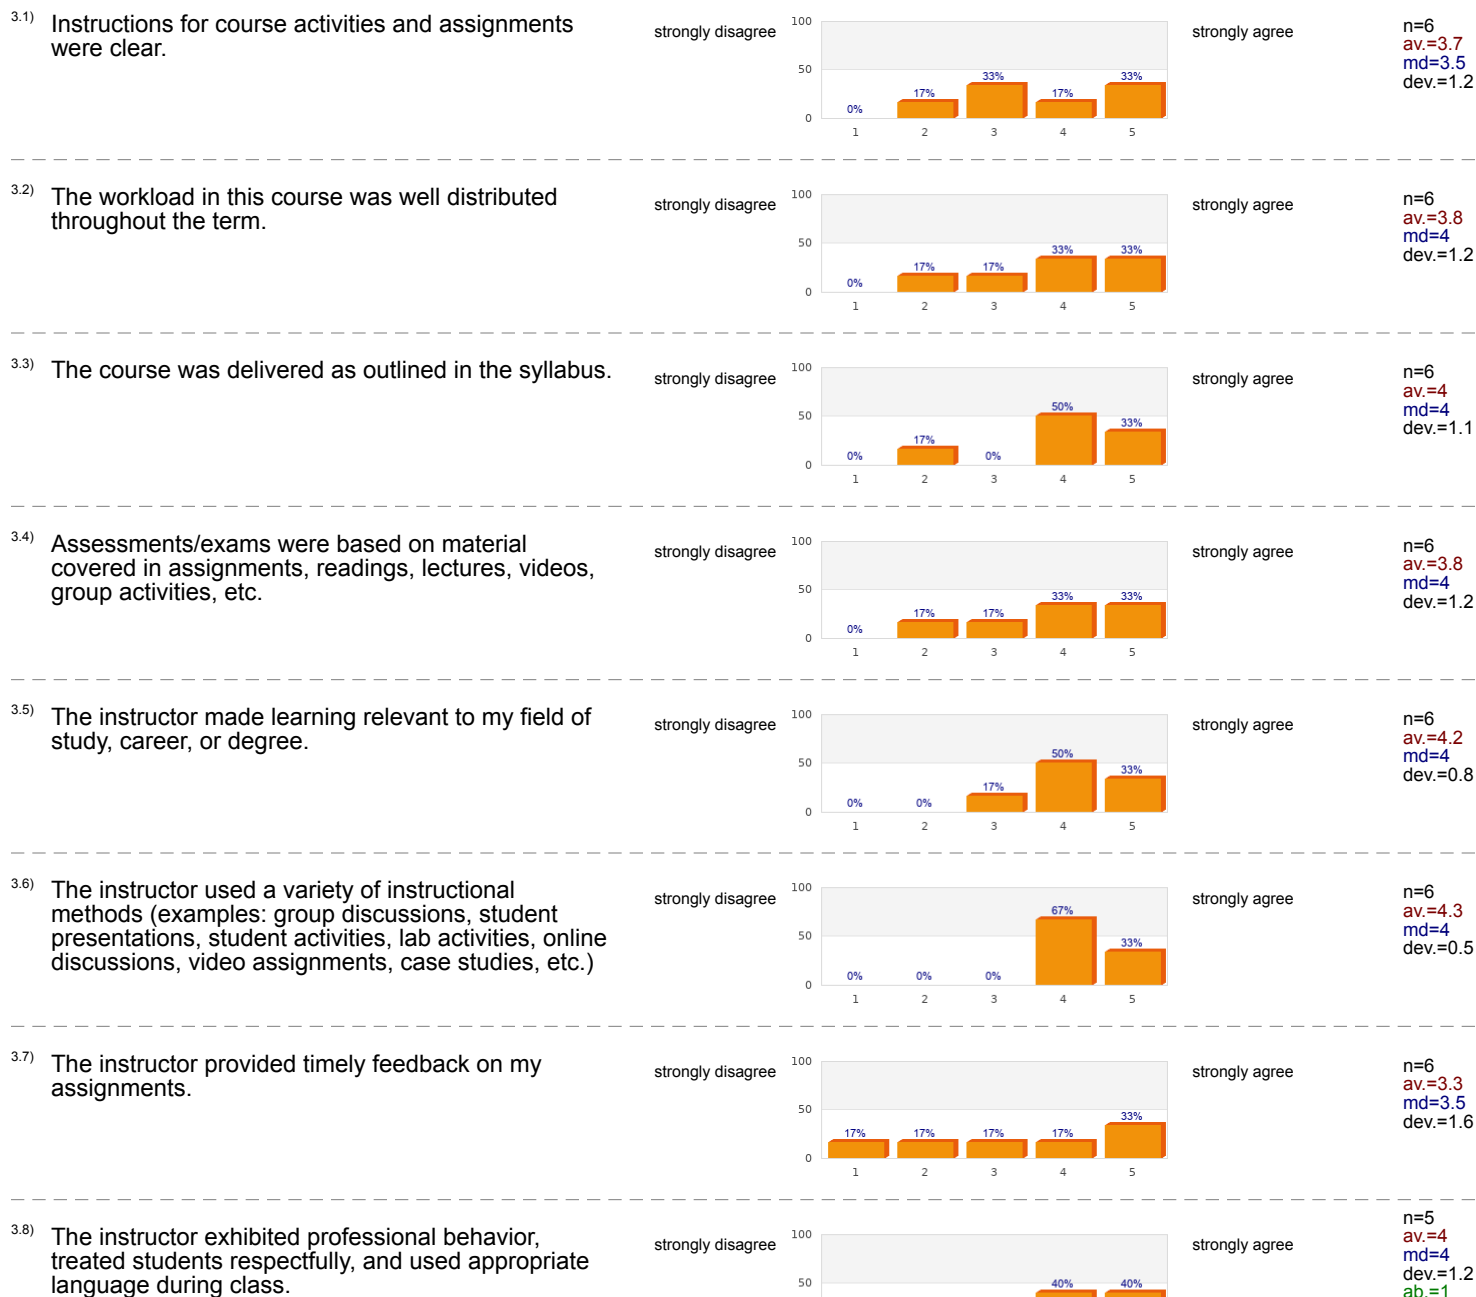 3.1) Instructions for course activities and assignments
were clear.
strongly disagree
100
50
0
0%
17%
33%
17%
33%
1 2 3 4 5
strongly agree
n=6
av.=3.7
md=3.5
dev.=1.2
3.2) The workload in this course was well distributed
throughout the term.
strongly disagree
100
50
0
0%
17%
17%
33%
33%
1 2 3 4 5
strongly agree
n=6
av.=3.8
md=4
dev.=1.2
3.3) The course was delivered as outlined in the syllabus.
strongly disagree
100
50
0
0%
17%
0%
50%
33%
1 2 3 4 5
strongly agree
n=6
av.=4
md=4
dev.=1.1
3.4) Assessments/exams were based on material
covered in assignments, readings, lectures, videos,
group activities, etc.
strongly disagree
100
50
0
0%
17%
17%
33%
33%
1 2 3 4 5
strongly agree
n=6
av.=3.8
md=4
dev.=1.2
3.5) The instructor made learning relevant to my field of
study, career, or degree.
strongly disagree
100
50
0
0%
0%
17%
50%
33%
1 2 3 4 5
strongly agree
n=6
av.=4.2
md=4
dev.=0.8
3.6) The instructor used a variety of instructional
methods (examples: group discussions, student
presentations, student activities, lab activities, online
discussions, video assignments, case studies, etc.)
strongly disagree
100
50
0
0%
0%
0%
67%
33%
1 2 3 4 5
strongly agree
n=6
av.=4.3
md=4
dev.=0.5
3.7) The instructor provided timely feedback on my
assignments.
strongly disagree
100
50
0
17%
17%
17%
17%
33%
1 2 3 4 5
strongly agree
n=6
av.=3.3
md=3.5
dev.=1.6
3.8) The instructor exhibited professional behavior,
treated students respectfully, and used appropriate
language during class.
strongly disagree
100
50
40%
40%
strongly agree
n=5
av.=4
md=4
dev.=1.2
ab.=1